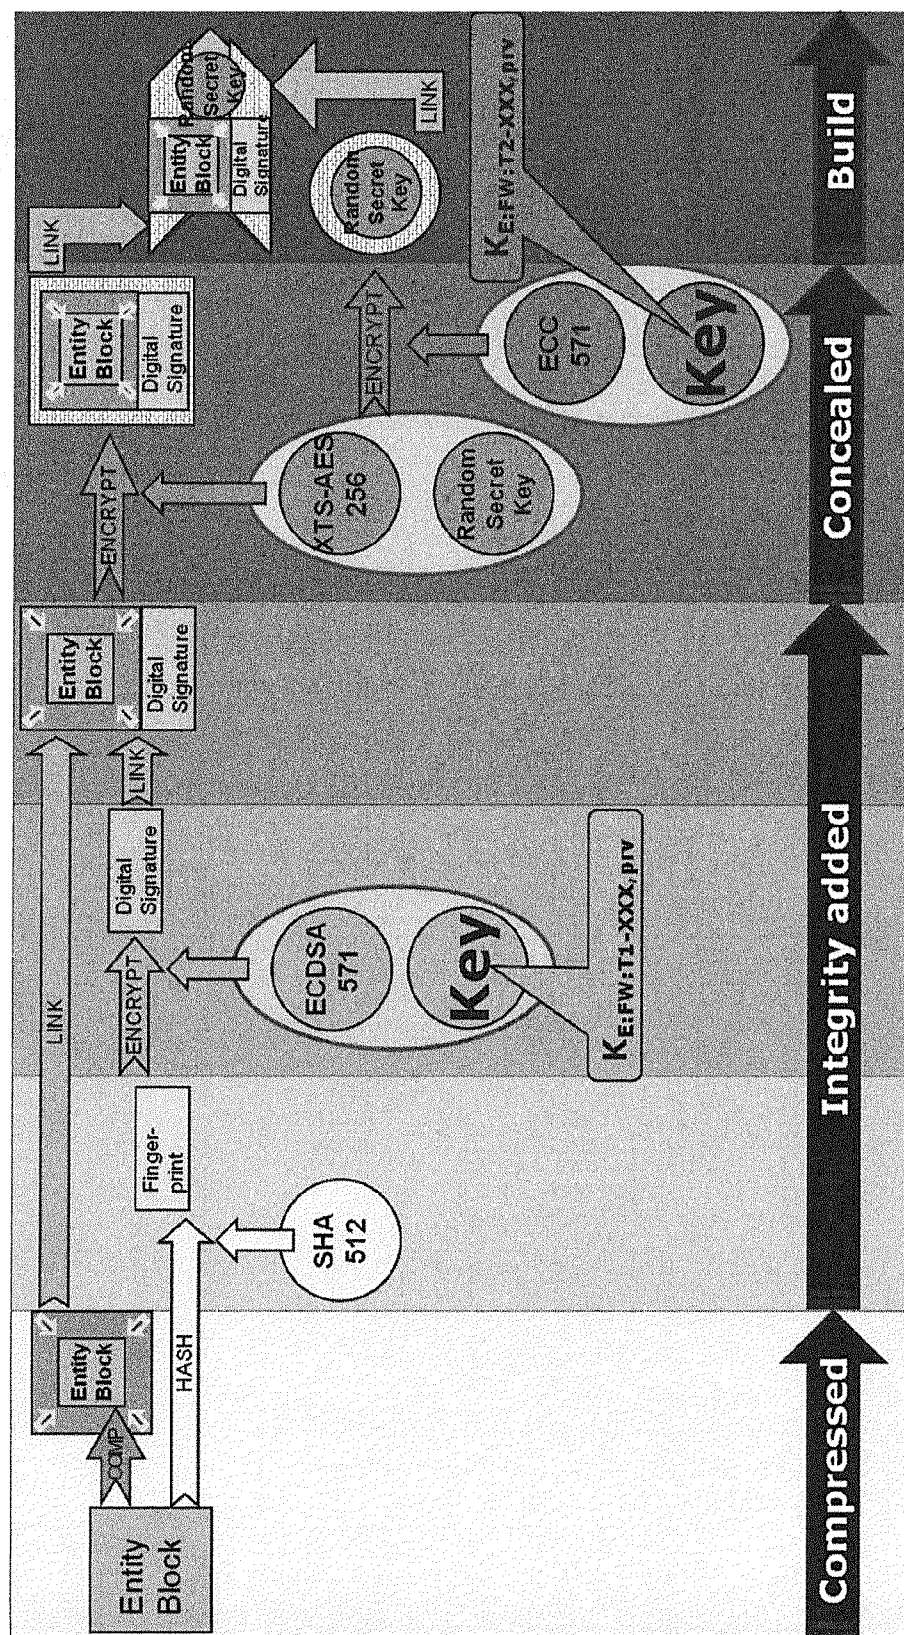 Entity
Block
COMP
Entity
Block
HASH
SHA
512
LINK
Finger-
print
ENCRYPT
ECDSA
571
Key
KE:FW:T1-XXX,prv
Digital
Signature
LINK
Entity
Block
Digital
Signature
ENCRYPT
XTS-AES
256
Random
Secret
Key
Entity
Block
Digital
Signature
ENCRYPT
ECC
571
Key
KE:FW:T2-XXX,prv
LINK
Random
Secret
Key
LINK
Entity
Block
Digital
Signature
Random
Secret
Key
Compressed
Integrity added
Concealed
Build